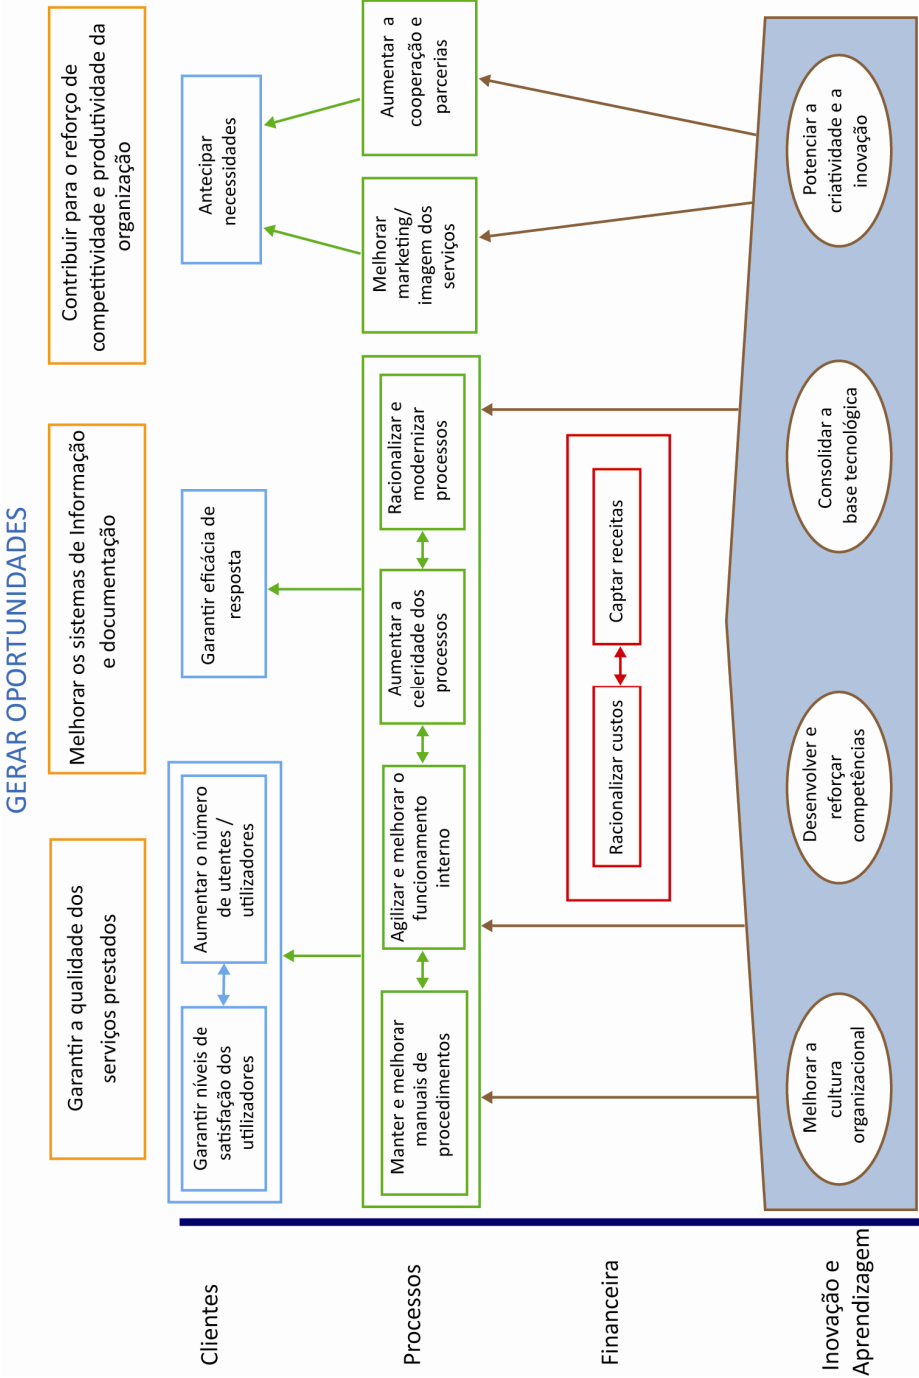 GERAR OPORTUNIDADES
Garantir a qualidade dos
serviços prestados
Melhorar os sistemas de Informação
e documentação
Contribuir para o reforço de
competitividade e produtividade da
organização
Clientes
Garantir níveis de
satisfação dos
utilizadores
Aumentar o número
de utentes /
utilizadores
Garantir eficácia de
resposta
Antecipar
necessidades
Processos
Manter e melhorar
manuais de
procedimentos
Agilizar e melhorar o
funcionamento
interno
Aumentar a
celeridade dos
processos
Racionalizar e
modernizar
processos
Melhorar
marketing/
imagem dos
serviços
Aumentar a
cooperação e
parcerias
Financeira
Racionalizar custos
Captar receitas
Inovação e
Aprendizagem
Melhorar a
cultura
organizacional
Desenvolver e
reforçar
competências
Consolidar a
base tecnológica
Potenciar a
criatividade e a
inovação